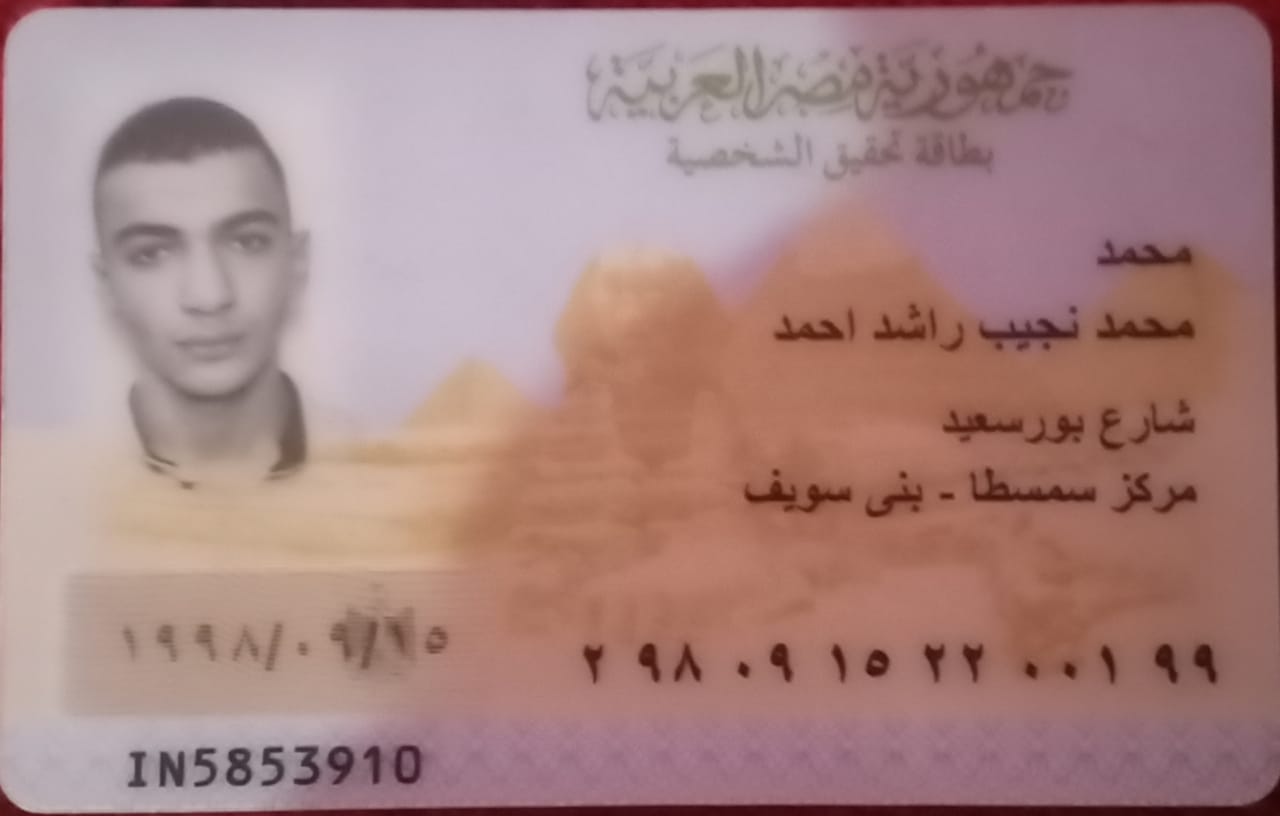 جمهورية مصر العربية
بطاقة تحقيق الشخصية
محمد
محمد نجيب راشد احمد
شارع بورسعيد
مركز سمسطا - بنى سويف
٢ ٩٨ ٠٩ ١٥ ٢٢ ٠٠١ ٩٩
١٩٩٨/٠٩/١٥
IN5853910